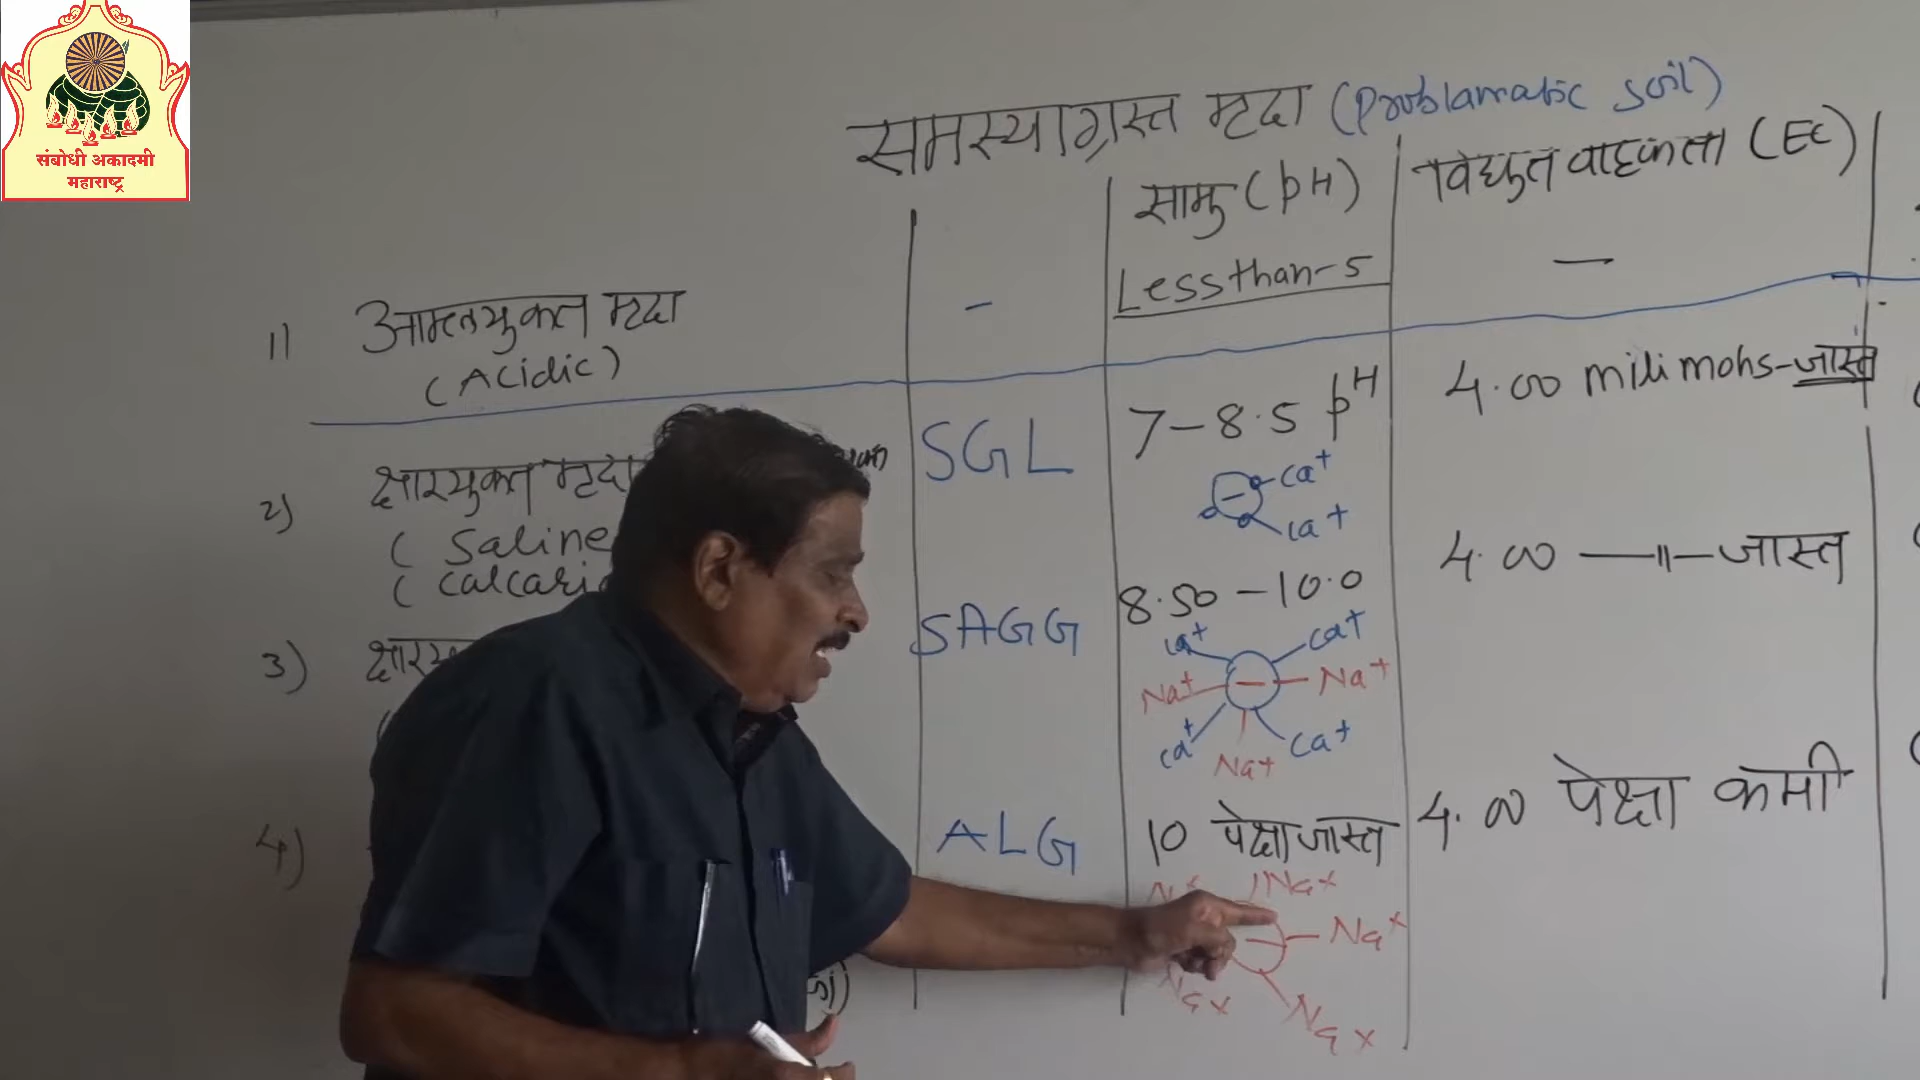 संबोधी अकादमी
महाराष्ट्र
समस्याग्रस्त मृदा (Problamatic soil)
सामु (pH)
विद्युत वाहकता (EC)
1) आम्लयुक्त मृदा
(Acidic)
-
Less than - 5
—
2) क्षारयुक्त मृदा
( Saline
( Calcari
SGL
7 - 8.5 pH
Ca+
Ca+
4.00 milimohs - जास्त
3) क्षारयु
SAGG
8.50 - 10.0
Ca+ Ca+
Na+ Na+
Ca+ Ca+
Na+
4.00 —॥— जास्त
4)
ALG
10 पेक्षा जास्त
Na+
Na+
Na+
Na+
4.00 पेक्षा कमी